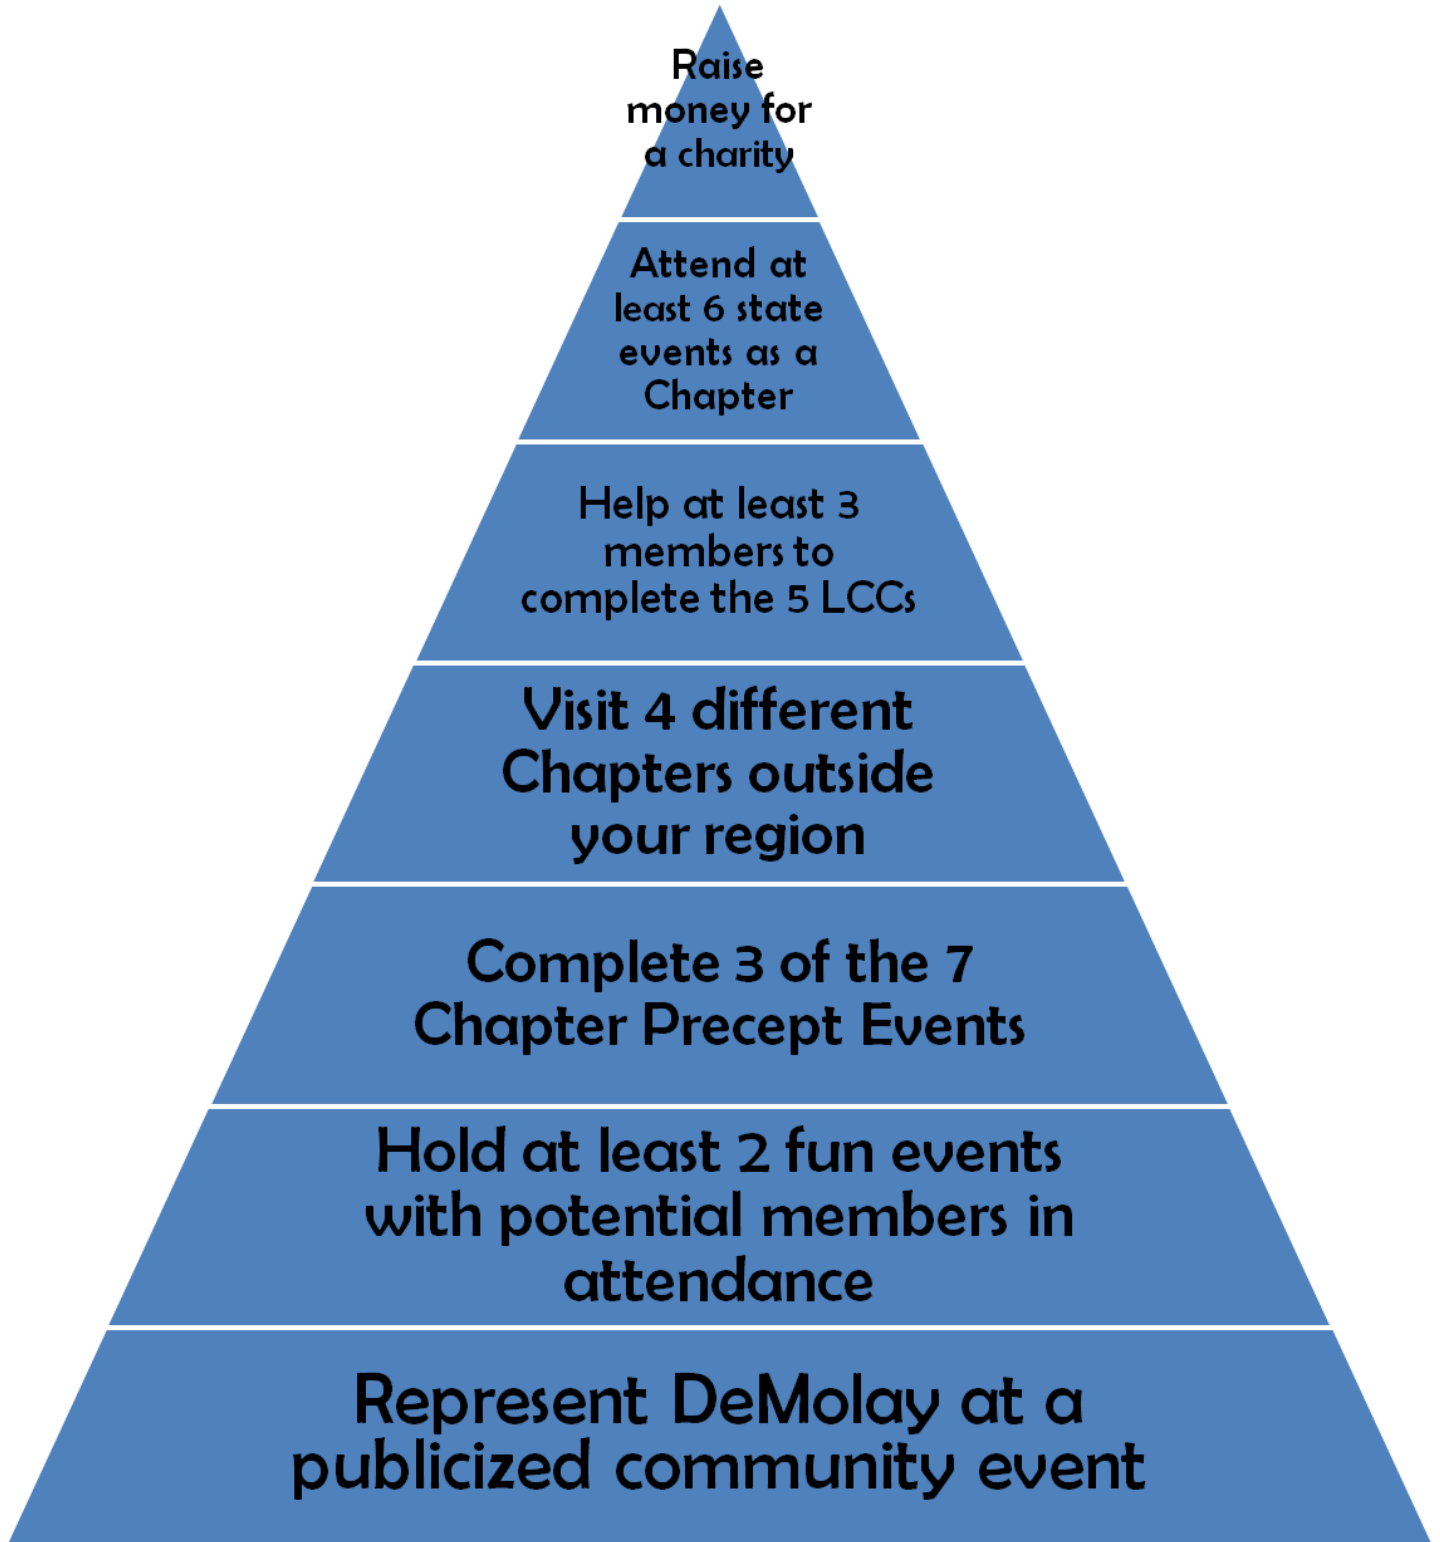 Raise
money for
a charity
Attend at
least 6 state
events as a
Chapter
Help at least 3
members to
complete the 5 LCCs
Visit 4 different
Chapters outside
your region
Complete 3 of the 7
Chapter Precept Events
Hold at least 2 fun events
with potential members in
attendance
Represent DeMolay at a
publicized community event